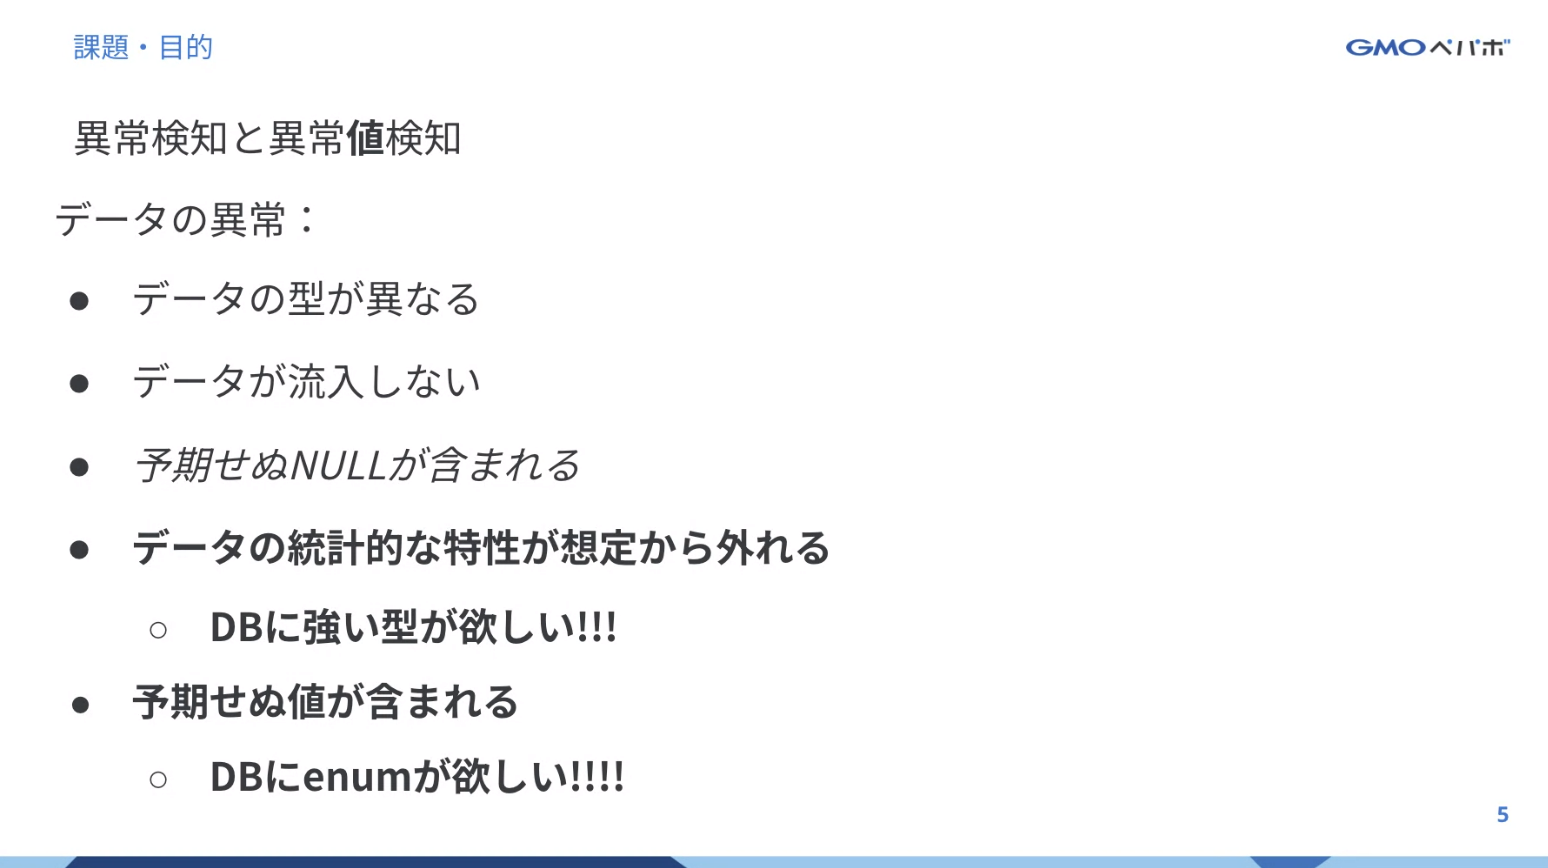 課題・目的
GMOペパボ
異常検知と異常値検知
データの異常：
● データの型が異なる
● データが流入しない
● 予期せぬNULLが含まれる
● データの統計的な特性が想定から外れる
○ DBに強い型が欲しい!!!
● 予期せぬ値が含まれる
○ DBにenumが欲しい!!!!
5